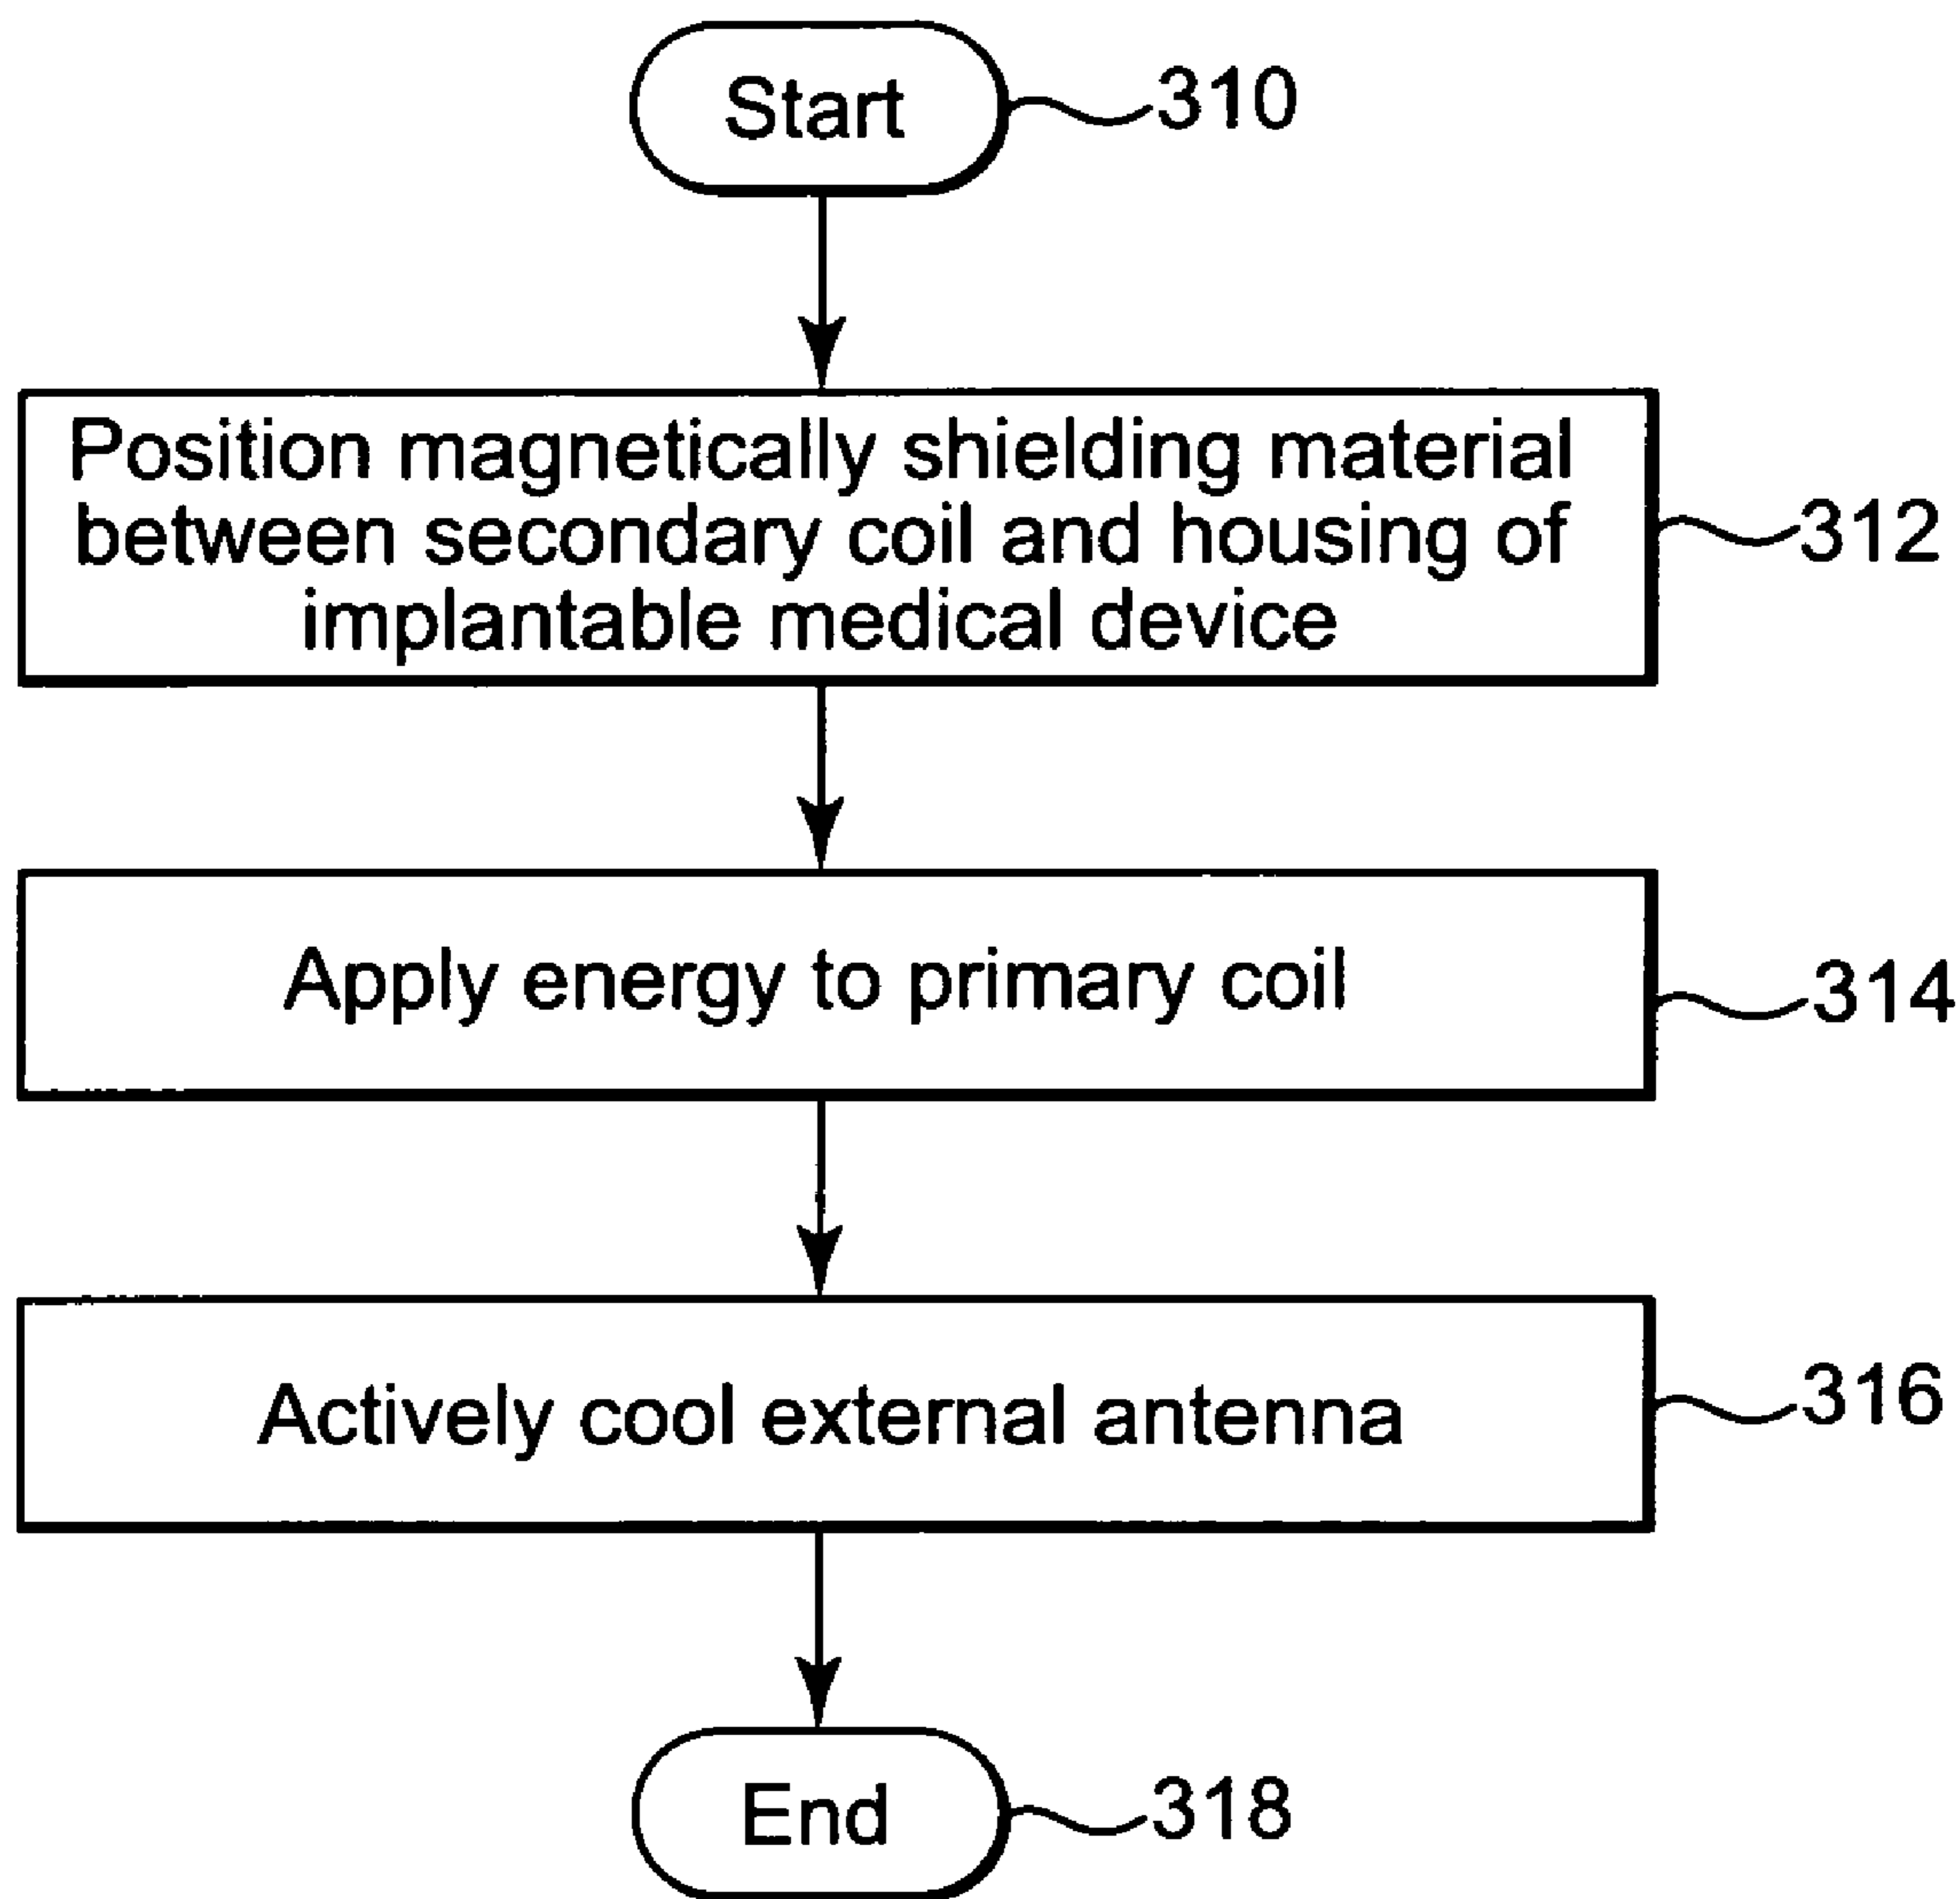 Start
310
Position magnetically shielding material
between secondary coil and housing of
implantable medical device
312
Apply energy to primary coil
314
Actively cool external antenna
316
End
318